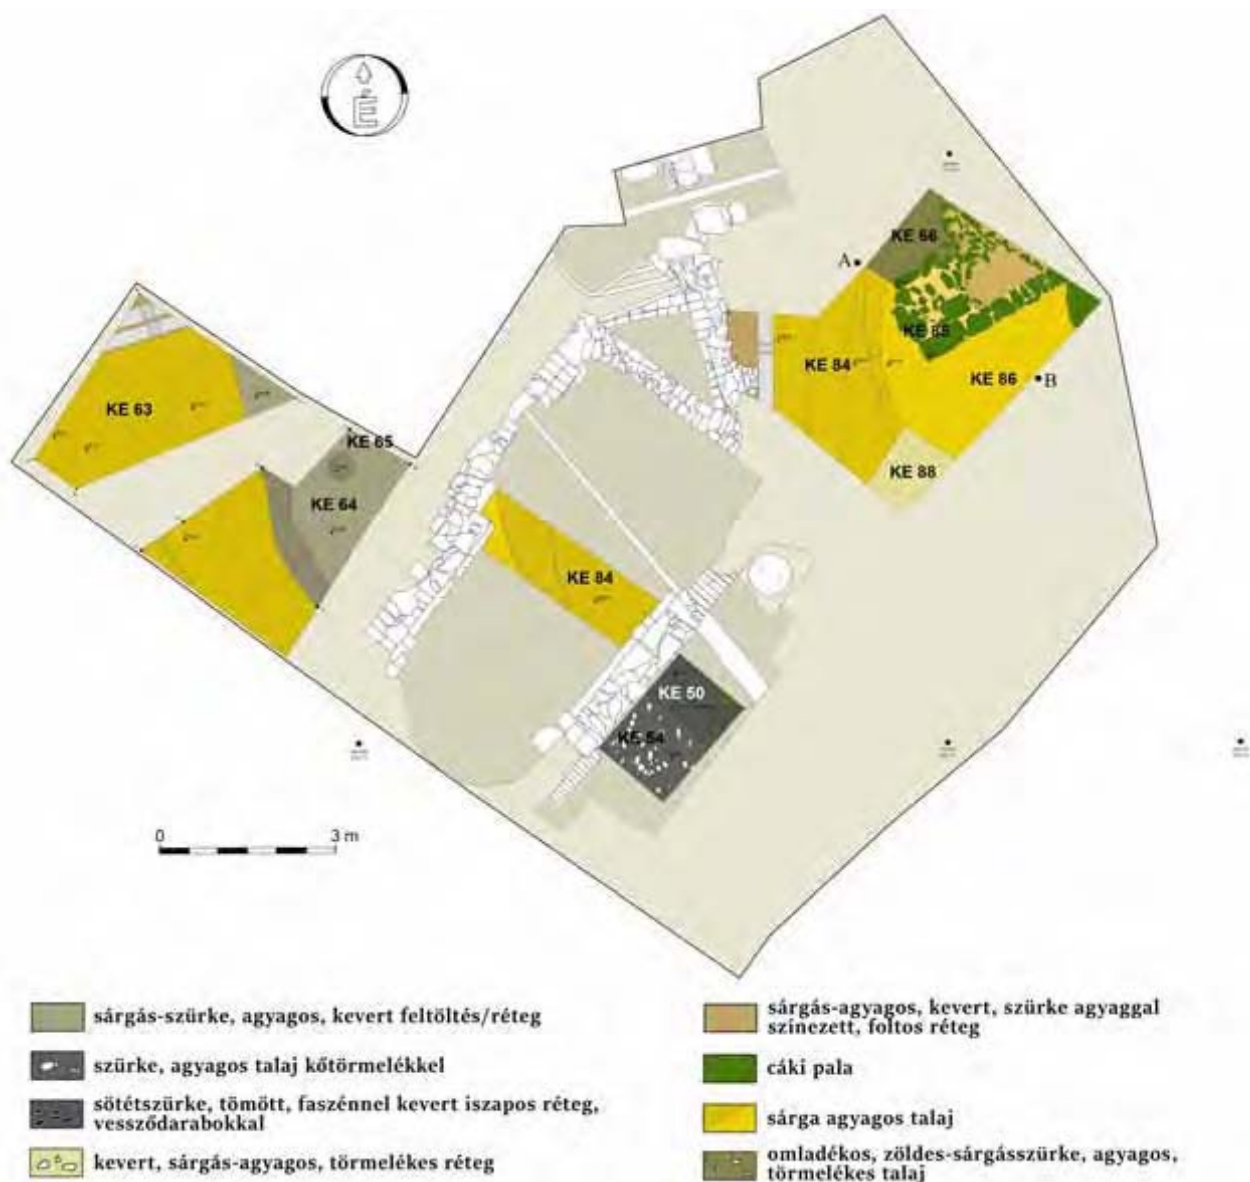 É
KE 66
A
KE 85
KE 84
KE 86
B
KE 63
KE 65
KE 88
KE 64
KE 84
KE 50
KE 54
0 3 m
sárgás-szürke, agyagos, kevert feltöltés/réteg
szürke, agyagos talaj kőtörmelékkel
sötétszürke, tömött, faszénnel kevert iszapos réteg,
vessződarabokkal
kevert, sárgás-agyagos, törmelékes réteg
sárgás-agyagos, kevert, szürke agyaggal
színezett, foltos réteg
cáki pala
sárga agyagos talaj
omladékos, zöldes-sárgásszürke, agyagos,
törmelékes talaj